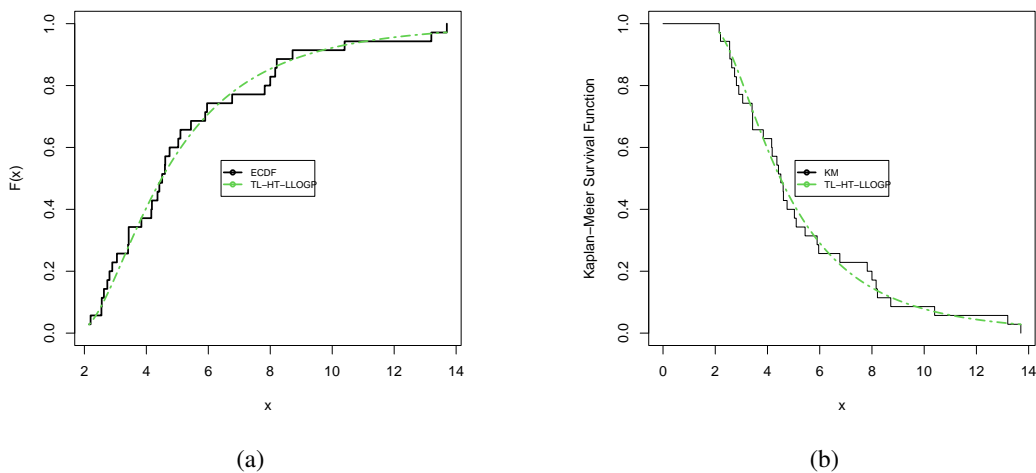 F(x)
1.0
0.8
0.6
0.4
0.2
0.0
ECDF
TL−HT−LLOGP
2 4 6 8 10 12 14
x
(a)
Kaplan−Meier Survival Function
1.0
0.8
0.6
0.4
0.2
0.0
KM
TL−HT−LLOGP
0 2 4 6 8 10 12 14
x
(b)